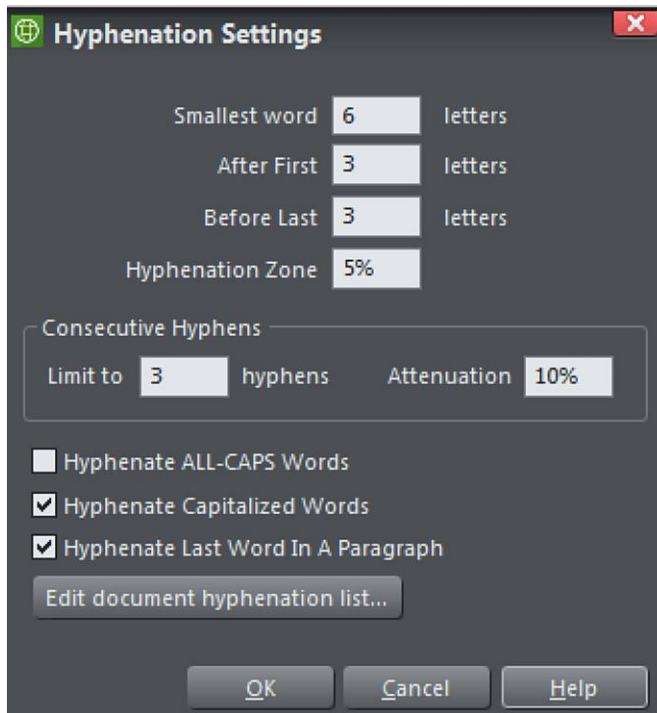 Hyphenation Settings
Smallest word 6 letters
After First 3 letters
Before Last 3 letters
Hyphenation Zone 5%
Consecutive Hyphens
Limit to 3 hyphens Attenuation 10%
Hyphenate ALL-CAPS Words
Hyphenate Capitalized Words
Hyphenate Last Word In A Paragraph
Edit document hyphenation list...
OK Cancel Help